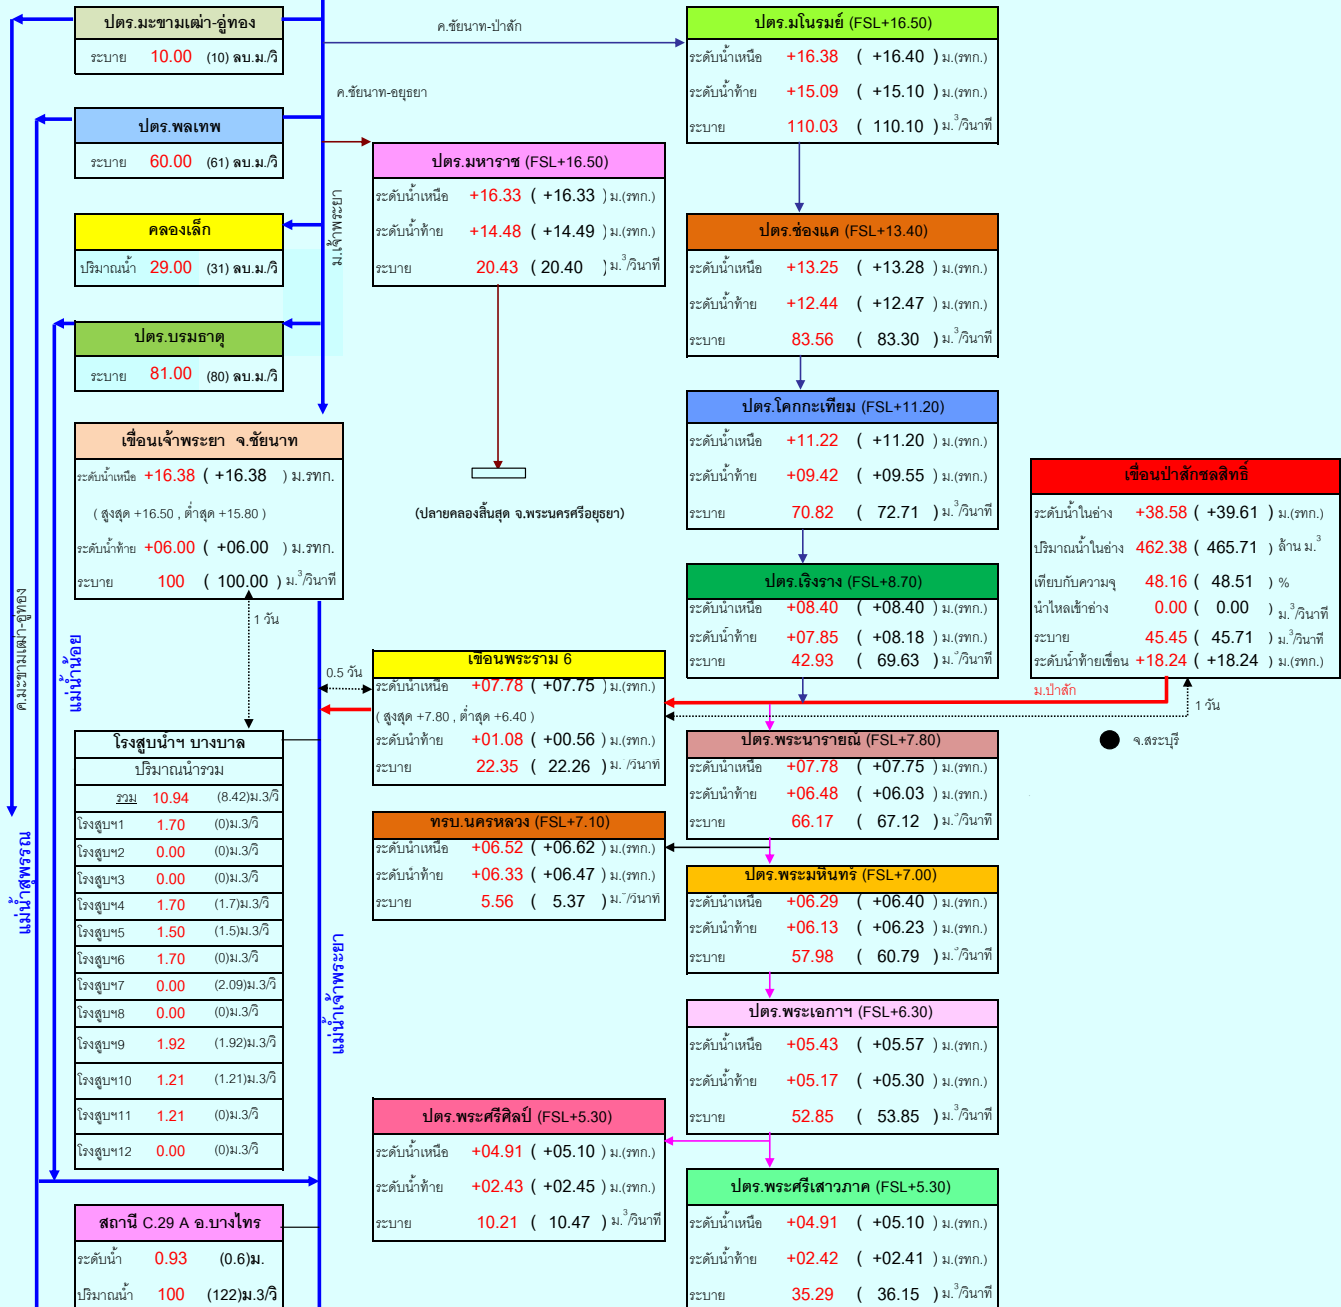 ปตร.มะขามเฒ่า-อู่ทอง
ระบาย 10.00 (10) ลบ.ม./วิ
ปตร.พลเทพ
ระบาย 60.00 (61) ลบ.ม./วิ
คลองเล็ก
ปริมาณน้ำ 29.00 (31) ลบ.ม./วิ
ปตร.บรมธาตุ
ระบาย 81.00 (80) ลบ.ม./วิ
เขื่อนเจ้าพระยา จ.ชัยนาท
ระดับน้ำเหนือ +16.38 ( +16.38 ) ม.รทก.
( สูงสุด +16.50 , ต่ำสุด +15.80 )
ระดับน้ำท้าย +06.00 ( +06.00 ) ม.รทก.
ระบาย 100 ( 100.00 ) ม.³/วินาที
1 วัน
ค.มะขามเฒ่า-อู่ทอง
แม่น้ำน้อย
แม่น้ำสุพรรณ
ม.เจ้าพระยา
แม่น้ำเจ้าพระยา
โรงสูบน้ำฯ บางบาล
ปริมาณน้ำรวม
รวม 10.94 (8.42)ม.3/วิ
โรงสูบฯ1 1.70 (0)ม.3/วิ
โรงสูบฯ2 0.00 (0)ม.3/วิ
โรงสูบฯ3 0.00 (0)ม.3/วิ
โรงสูบฯ4 1.70 (1.7)ม.3/วิ
โรงสูบฯ5 1.50 (1.5)ม.3/วิ
โรงสูบฯ6 1.70 (0)ม.3/วิ
โรงสูบฯ7 0.00 (2.09)ม.3/วิ
โรงสูบฯ8 0.00 (0)ม.3/วิ
โรงสูบฯ9 1.92 (1.92)ม.3/วิ
โรงสูบฯ10 1.21 (1.21)ม.3/วิ
โรงสูบฯ11 1.21 (0)ม.3/วิ
โรงสูบฯ12 0.00 (0)ม.3/วิ
สถานี C.29 A อ.บางไทร
ระดับน้ำ 0.93 (0.6)ม.
ปริมาณน้ำ 100 (122)ม.3/วิ
ค.ชัยนาท-ป่าสัก
ค.ชัยนาท-อยุธยา
ปตร.มหาราช (FSL+16.50)
ระดับน้ำเหนือ +16.33 ( +16.33 ) ม.(รทก.)
ระดับน้ำท้าย +14.48 ( +14.49 ) ม.(รทก.)
ระบาย 20.43 ( 20.40 ) ม.³/วินาที
(ปลายคลองสิ้นสุด จ.พระนครศรีอยุธยา)
0.5 วัน
เขื่อนพระราม 6
ระดับน้ำเหนือ +07.78 ( +07.75 ) ม.(รทก.)
( สูงสุด +7.80 , ต่ำสุด +6.40 )
ระดับน้ำท้าย +01.08 ( +00.56 ) ม.(รทก.)
ระบาย 22.35 ( 22.26 ) ม. /วินาที
ทรบ.นครหลวง (FSL+7.10)
ระดับน้ำเหนือ +06.52 ( +06.62 ) ม.(รทก.)
ระดับน้ำท้าย +06.33 ( +06.47 ) ม.(รทก.)
ระบาย 5.56 ( 5.37 ) ม.³/วินาที
ปตร.พระศรีศิลป์ (FSL+5.30)
ระดับน้ำเหนือ +04.91 ( +05.10 ) ม.(รทก.)
ระดับน้ำท้าย +02.43 ( +02.45 ) ม.(รทก.)
ระบาย 10.21 ( 10.47 ) ม.³/วินาที
ปตร.มโนรมย์ (FSL+16.50)
ระดับน้ำเหนือ +16.38 ( +16.40 ) ม.(รทก.)
ระดับน้ำท้าย +15.09 ( +15.10 ) ม.(รทก.)
ระบาย 110.03 ( 110.10 ) ม.³/วินาที
ปตร.ช่องแค (FSL+13.40)
ระดับน้ำเหนือ +13.25 ( +13.28 ) ม.(รทก.)
ระดับน้ำท้าย +12.44 ( +12.47 ) ม.(รทก.)
ระบาย 83.56 ( 83.30 ) ม.³/วินาที
ปตร.โคกกะเทียม (FSL+11.20)
ระดับน้ำเหนือ +11.22 ( +11.20 ) ม.(รทก.)
ระดับน้ำท้าย +09.42 ( +09.55 ) ม.(รทก.)
ระบาย 70.82 ( 72.71 ) ม.³/วินาที
ปตร.เริงราง (FSL+8.70)
ระดับน้ำเหนือ +08.40 ( +08.40 ) ม.(รทก.)
ระดับน้ำท้าย +07.85 ( +08.18 ) ม.(รทก.)
ระบาย 42.93 ( 69.63 ) ม.³/วินาที
ปตร.พระนารายณ์ (FSL+7.80)
ระดับน้ำเหนือ +07.78 ( +07.75 ) ม.(รทก.)
ระดับน้ำท้าย +06.48 ( +06.03 ) ม.(รทก.)
ระบาย 66.17 ( 67.12 ) ม.³/วินาที
ปตร.พระมหินทร์ (FSL+7.00)
ระดับน้ำเหนือ +06.29 ( +06.40 ) ม.(รทก.)
ระดับน้ำท้าย +06.13 ( +06.23 ) ม.(รทก.)
ระบาย 57.98 ( 60.79 ) ม.³/วินาที
ปตร.พระเอกาฯ (FSL+6.30)
ระดับน้ำเหนือ +05.43 ( +05.57 ) ม.(รทก.)
ระดับน้ำท้าย +05.17 ( +05.30 ) ม.(รทก.)
ระบาย 52.85 ( 53.85 ) ม.³/วินาที
ปตร.พระศรีเสาวภาค (FSL+5.30)
ระดับน้ำเหนือ +04.91 ( +05.10 ) ม.(รทก.)
ระดับน้ำท้าย +02.42 ( +02.41 ) ม.(รทก.)
ระบาย 35.29 ( 36.15 ) ม.³/วินาที
เขื่อนป่าสักชลสิทธิ์
ระดับน้ำในอ่าง +38.58 ( +39.61 ) ม.(รทก.)
ปริมาณน้ำในอ่าง 462.38 ( 465.71 ) ล้าน ม.³
เทียบกับความจุ 48.16 ( 48.51 ) %
น้ำไหลเข้าอ่าง 0.00 ( 0.00 ) ม.³/วินาที
ระบาย 45.45 ( 45.71 ) ม.³/วินาที
ระดับน้ำท้ายเขื่อน +18.24 ( +18.24 ) ม.(รทก.)
ม.ป่าสัก
1 วัน
จ.สระบุรี